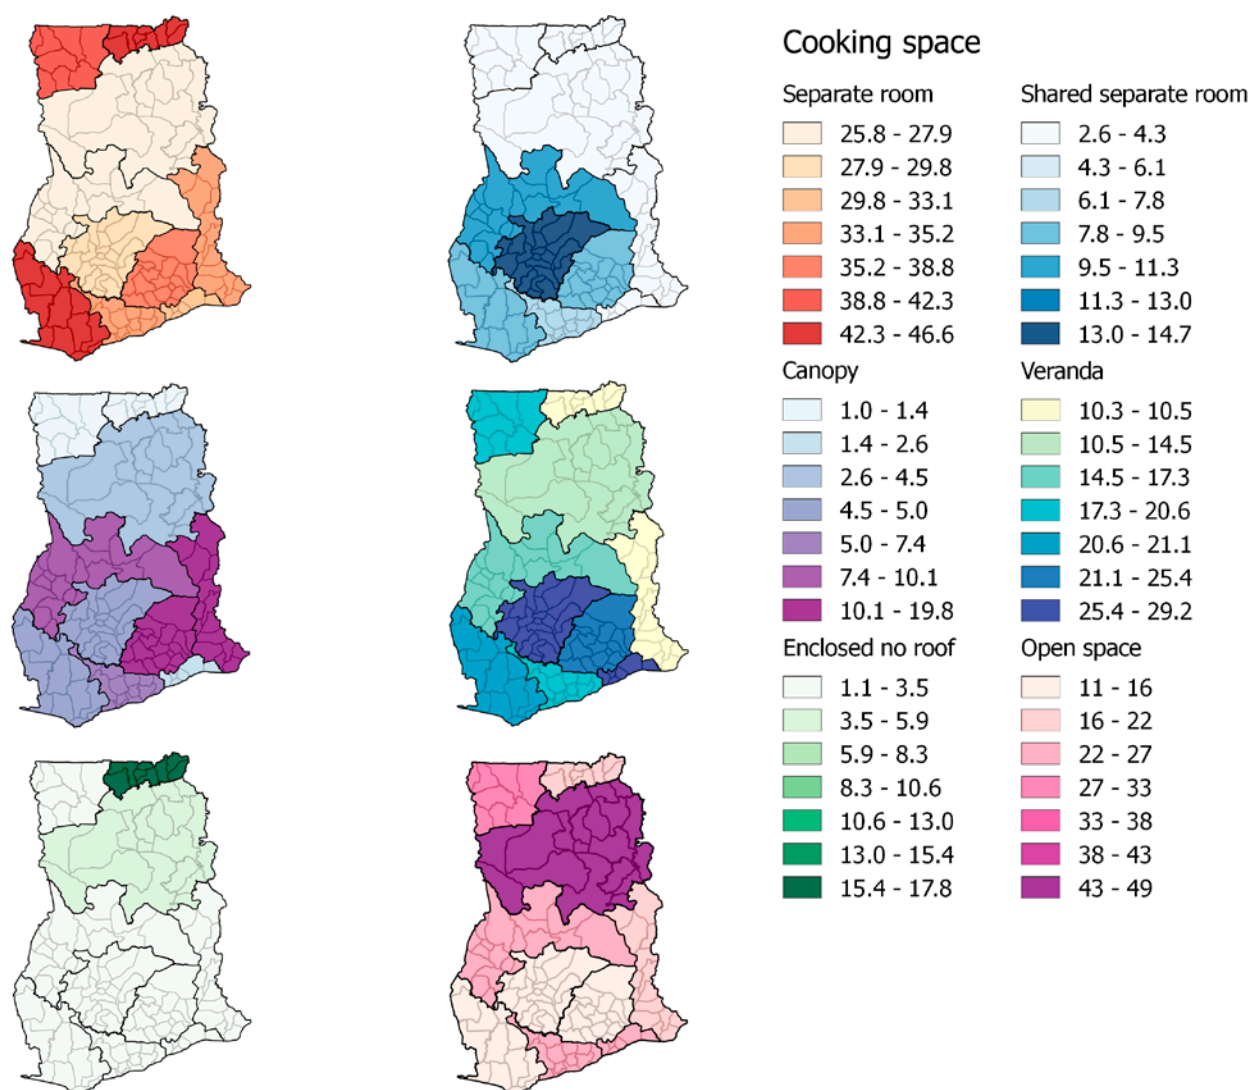 Cooking space
Separate room
25.8 - 27.9
27.9 - 29.8
29.8 - 33.1
33.1 - 35.2
35.2 - 38.8
38.8 - 42.3
42.3 - 46.6
Shared separate room
2.6 - 4.3
4.3 - 6.1
6.1 - 7.8
7.8 - 9.5
9.5 - 11.3
11.3 - 13.0
13.0 - 14.7
Canopy
1.0 - 1.4
1.4 - 2.6
2.6 - 4.5
4.5 - 5.0
5.0 - 7.4
7.4 - 10.1
10.1 - 19.8
Veranda
10.3 - 10.5
10.5 - 14.5
14.5 - 17.3
17.3 - 20.6
20.6 - 21.1
21.1 - 25.4
25.4 - 29.2
Enclosed no roof
1.1 - 3.5
3.5 - 5.9
5.9 - 8.3
8.3 - 10.6
10.6 - 13.0
13.0 - 15.4
15.4 - 17.8
Open space
11 - 16
16 - 22
22 - 27
27 - 33
33 - 38
38 - 43
43 - 49